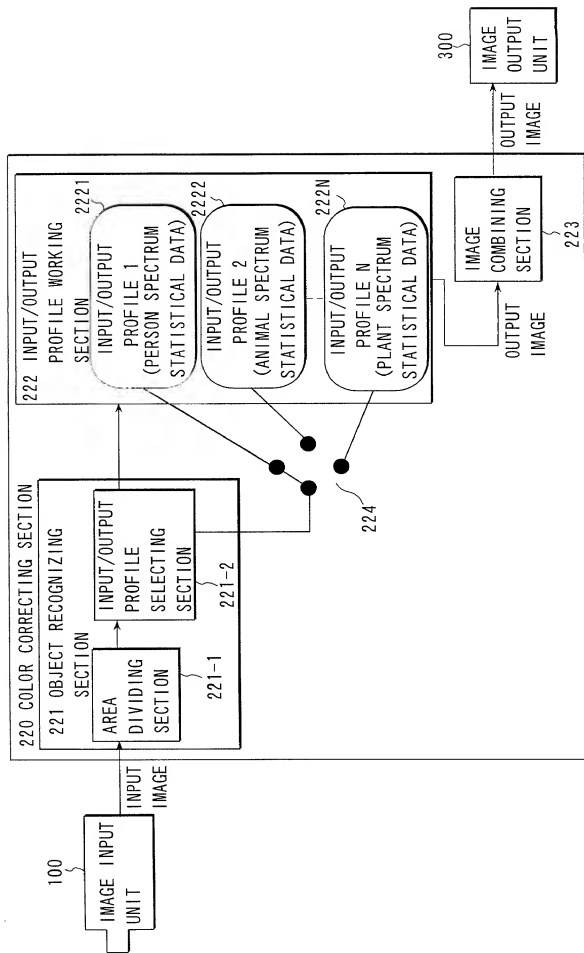 100
IMAGE INPUT
UNIT
INPUT
IMAGE
220 COLOR CORRECTING SECTION
221 OBJECT RECOGNIZING
SECTION
AREA
DIVIDING
SECTION
221-1
INPUT/OUTPUT
PROFILE
SELECTING
SECTION
221-2
224
222 INPUT/OUTPUT
PROFILE WORKING
SECTION
INPUT/OUTPUT
PROFILE 1
(PERSON SPECTRUM
STATISTICAL DATA)
2221
INPUT/OUTPUT
PROFILE 2
(ANIMAL SPECTRUM
STATISTICAL DATA)
2222
INPUT/OUTPUT
PROFILE N
(PLANT SPECTRUM
STATISTICAL DATA)
222N
OUTPUT
IMAGE
IMAGE
COMBINING
SECTION
223
OUTPUT
IMAGE
300
IMAGE
OUTPUT
UNIT